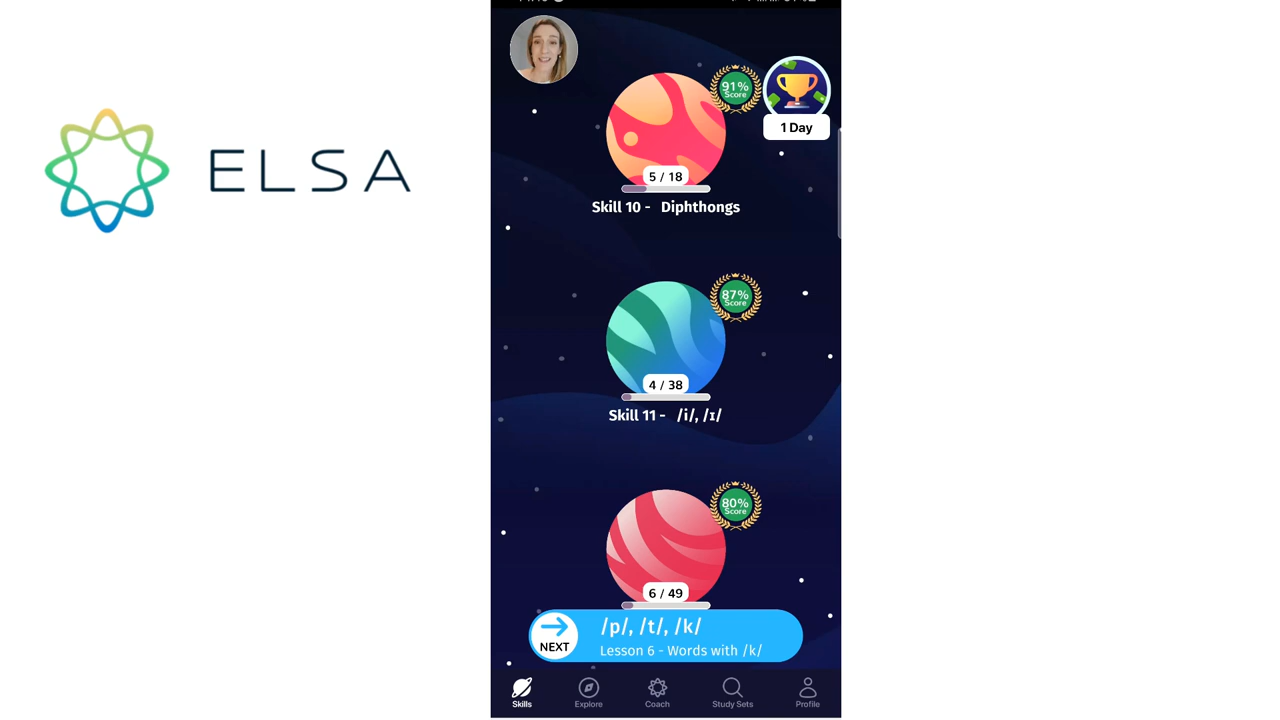 ELSA
91%
Score
1 Day
5 / 18
Skill 10 - Diphthongs
87%
Score
4 / 38
Skill 11 - /i/, /ɪ/
80%
Score
6 / 49
/p/, /t/, /k/
NEXT
Lesson 6 - Words with /k/
Skills
Explore
Coach
Study Sets
Profile